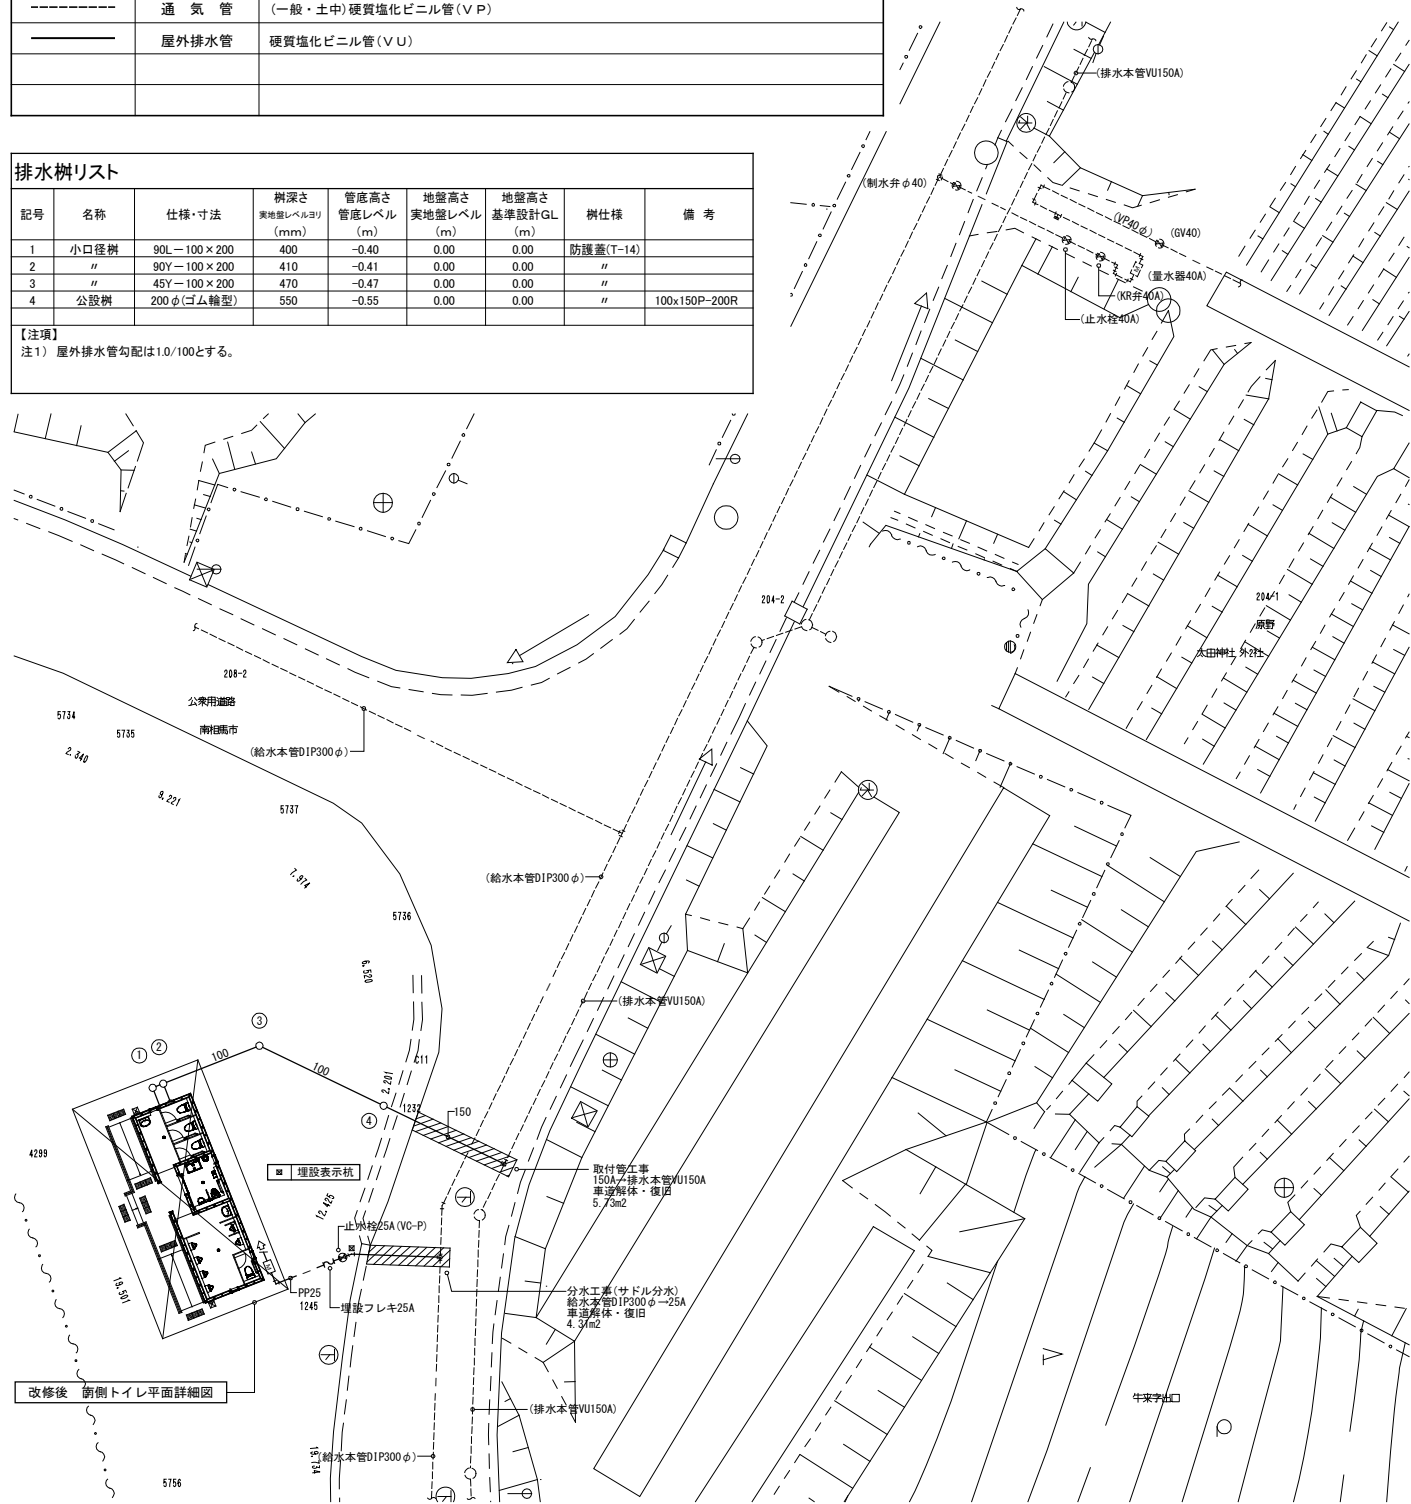 通 気 管 (一般・土中)硬質塩化ビニル管(ＶＰ)
屋外排水管 硬質塩化ビニル管(ＶＵ)
排水桝リスト
記号 名称 仕様・寸法 桝深さ 実地盤レベルヨリ (mm) 管底高さ 管底レベル (m) 地盤高さ 実地盤レベル (m) 地盤高さ 基準設計GL (m) 桝仕様 備 考
1 小口径桝 90L－100×200 400 -0.40 0.00 0.00 防護蓋(T-14)
2 〃 90Y－100×200 410 -0.41 0.00 0.00 〃
3 〃 45Y－100×200 470 -0.47 0.00 0.00 〃
4 公設桝 200φ(ゴム輪型) 550 -0.55 0.00 0.00 〃 100x150P-200R
【注項】
注1) 屋外排水管勾配は1.0/100とする。
(排水本管VU150A)
(制水弁φ40)
(VP40φ)
(GV40)
(量水器40A)
(KR弁40A)
(止水栓40A)
204-2
204-1
原野
太田神社 外2社
208-2
公衆用道路
南相馬市
5734
5735
2.340
(給水本管DIP300φ)
9.221
5737
7.974
(給水本管DIP300φ)
5736
6.520
(排水本管VU150A)
③
① ②
100
100
C11
2.201
1232
④
150
4299
埋設表示杭
取付管工事
150A→排水本管VU150A
車道解体・復旧
5.73m2
12.425
止水栓25A(VC-P)
PP25
1245
埋設フレキ25A
19.501
分水工事(サドル分水)
給水本管DIP300φ→25A
車道解体・復旧
4.31m2
改修後 南側トイレ平面詳細図
(排水本管VU150A)
牛来字出口
(給水本管DIP300φ)
5756